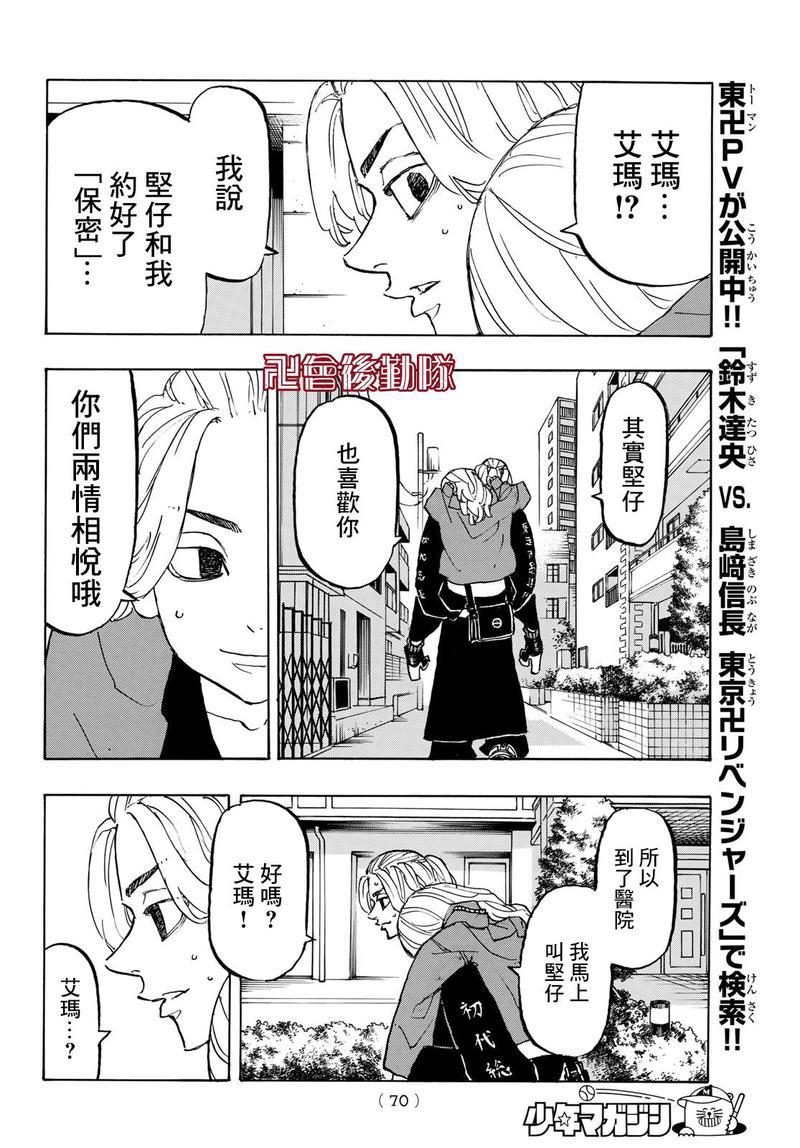 東卍PVが公開中!!「鈴木達央 VS. 島﨑信長 東京卍リベンジャーズ」で検索!!
トーマン
こうかいちゅう
すずきたつひさ
しまざきのぶなが
とうきょう
けんさく
艾瑪…
艾瑪!?
我說
堅仔和我
約好了
「保密」…
卍會後勤隊
其實堅仔
也喜歡你
你們兩情相悅哦
所以
到了醫院
我馬上
叫堅仔
初代総
好嗎?
艾瑪!
艾瑪…?
(70)
少年マガジン